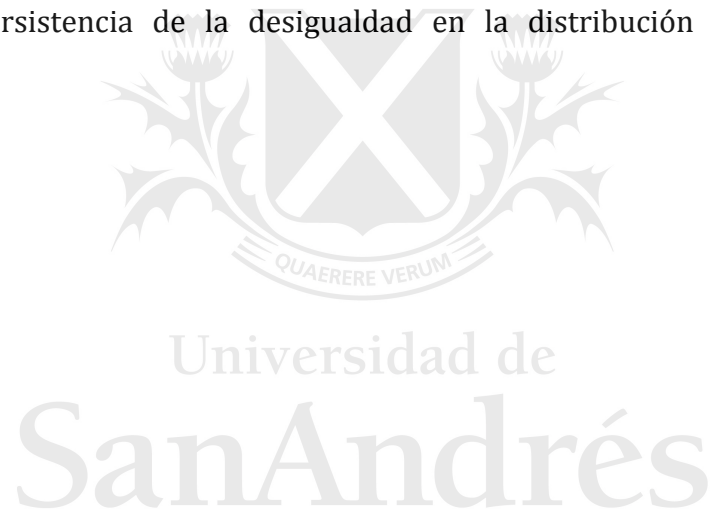 rsistencia de la desigualdad en la distribución
QUAERERE VERUM
Universidad de
SanAndrés